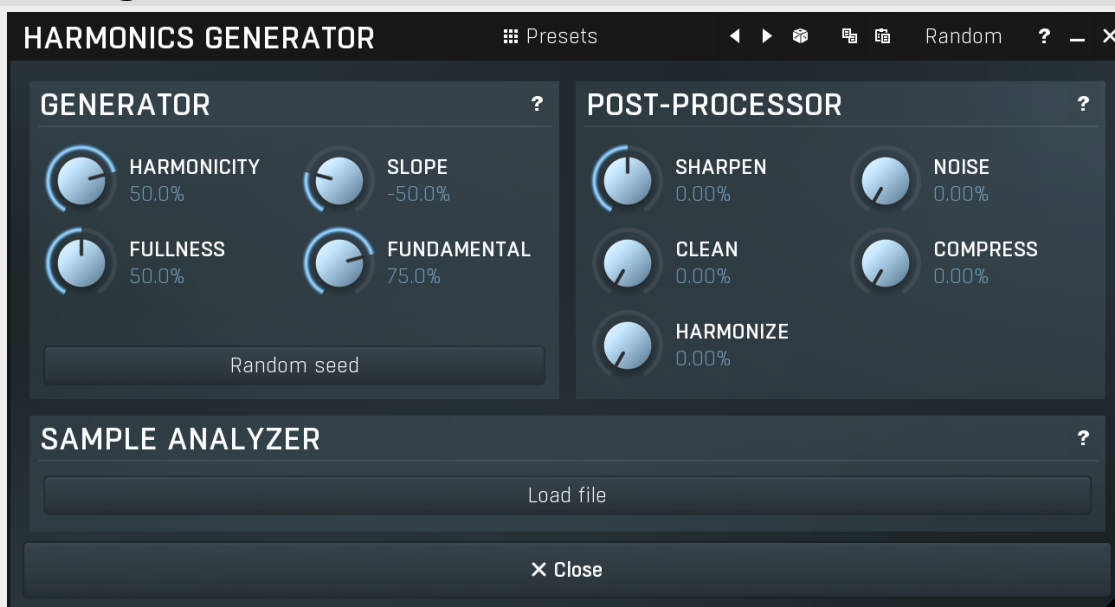 HARMONICS GENERATOR Presets Random ?
GENERATOR ?
HARMONICITY
50.0%
SLOPE
-50.0%
FULLNESS
50.0%
FUNDAMENTAL
75.0%
Random seed
POST-PROCESSOR ?
SHARPEN
0.00%
NOISE
0.00%
CLEAN
0.00%
COMPRESS
0.00%
HARMONIZE
0.00%
SAMPLE ANALYZER ?
Load file
Close